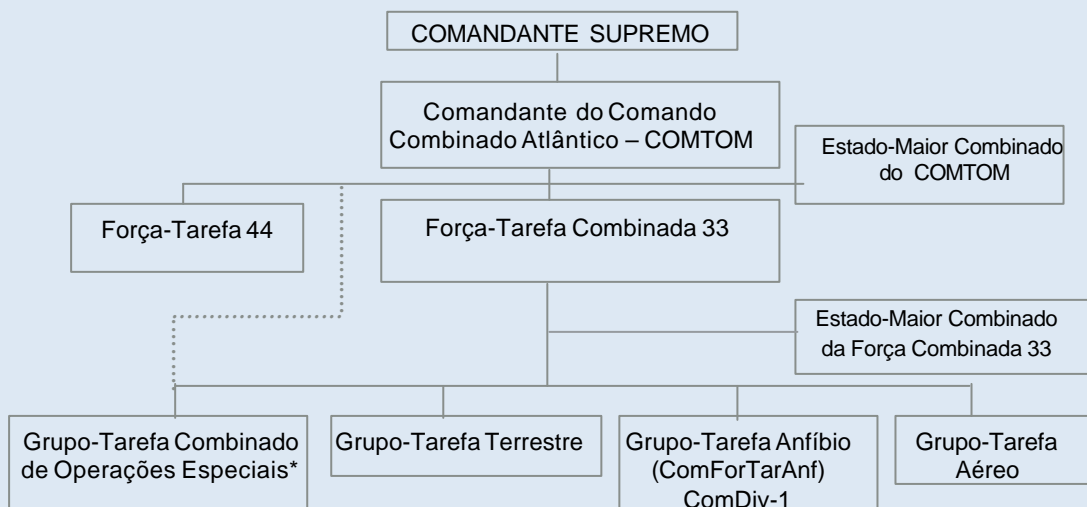 COMANDANTE SUPREMO
Comandante do Comando
Combinado Atlântico – COMTOM
Estado-Maior Combinado
do COMTOM
Força-Tarefa 44
Força-Tarefa Combinada 33
Estado-Maior Combinado
da Força Combinada 33
Grupo-Tarefa Combinado
de Operações Especiais*
Grupo-Tarefa Terrestre
Grupo-Tarefa Anfíbio
(ComForTarAnf)
ComDiv-1
Grupo-Tarefa
Aéreo